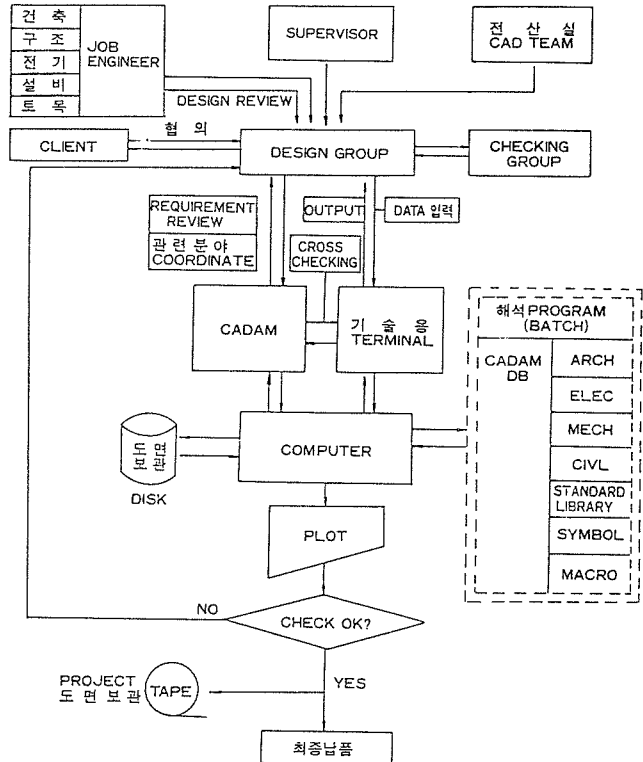 건 축
구 조
전 기
설 비
토 목
JOB
ENGINEER
SUPERVISOR
전 산 실
CAD TEAM
DESIGN REVIEW
협 의
CLIENT
DESIGN GROUP
CHECKING
GROUP
REQUIREMENT
REVIEW
관 련 분 야
COORDINATE
OUTPUT
DATA 입력
CROSS
CHECKING
CADAM
기 술 용
TERMINAL
해석 PROGRAM
(BATCH)
CADAM
DB
ARCH
ELEC
MECH
CIVL
STANDARD
LIBRARY
SYMBOL
MACRO
도 면
보 관
DISK
COMPUTER
PLOT
NO
CHECK OK?
YES
PROJECT
도 면 보 관
TAPE
최종납품